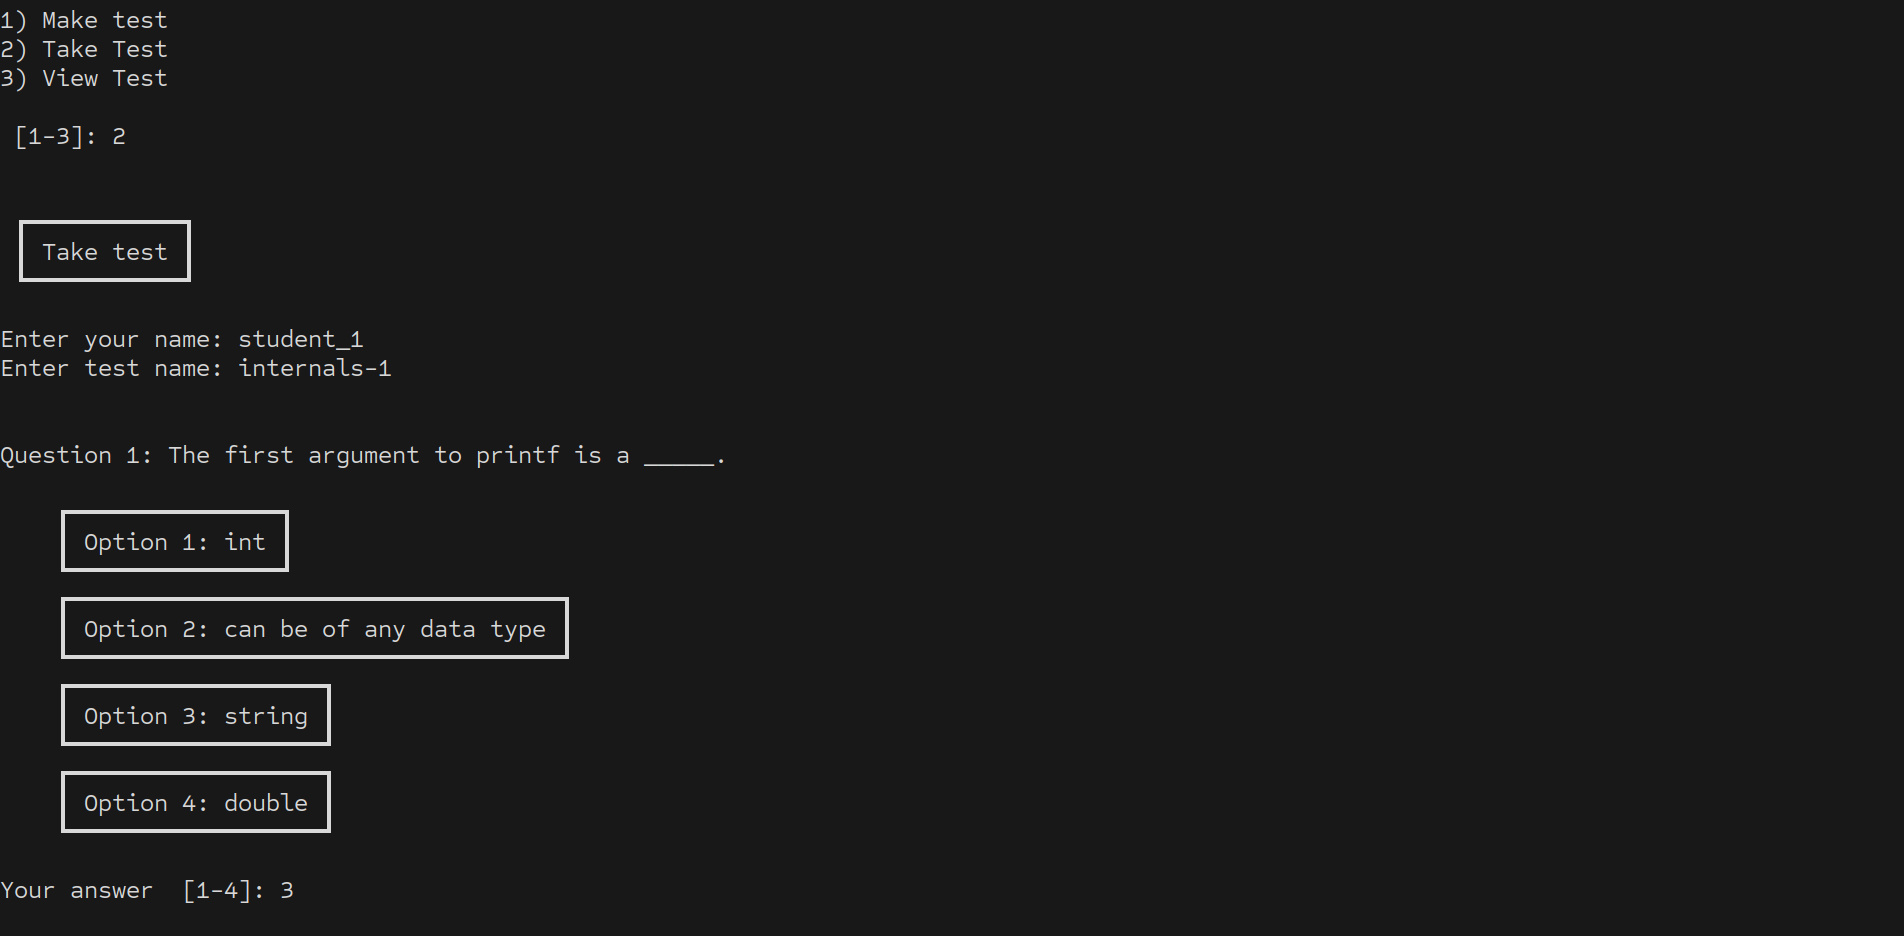 1) Make test
2) Take Test
3) View Test
[1-3]: 2
Take test
Enter your name: student_1
Enter test name: internals-1
Question 1: The first argument to printf is a _____.
Option 1: int
Option 2: can be of any data type
Option 3: string
Option 4: double
Your answer  [1-4]: 3